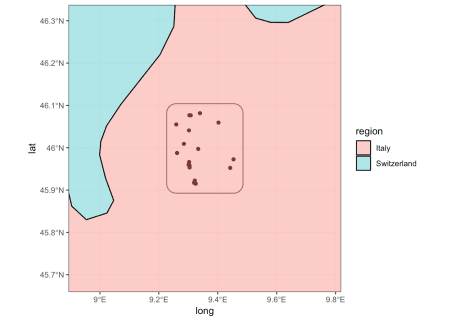 46.3°N
46.2°N
46.1°N
46°N
45.9°N
45.8°N
45.7°N
lat
9°E 9.2°E 9.4°E 9.6°E 9.8°E
long
region
Italy
Switzerland